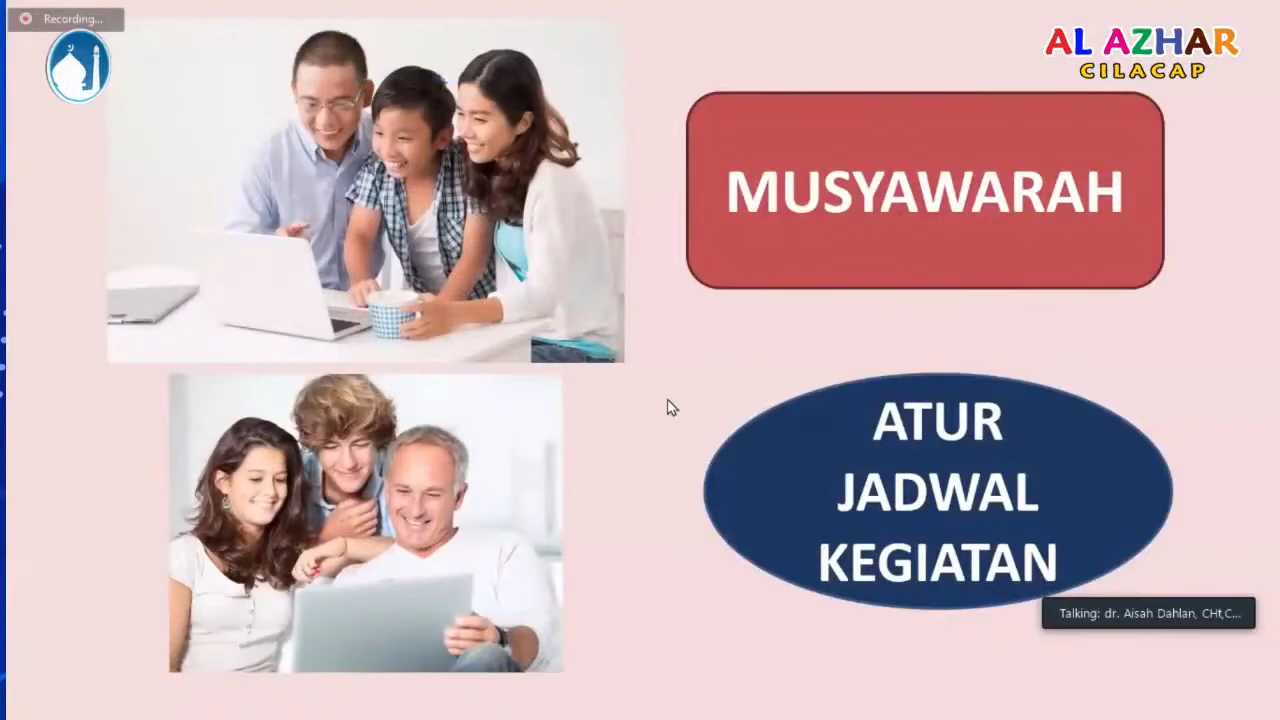 Recording...
AL AZHAR
CILACAP
MUSYAWARAH
ATUR
JADWAL
KEGIATAN
Talking: dr. Aisah Dahlan, CHt,C...